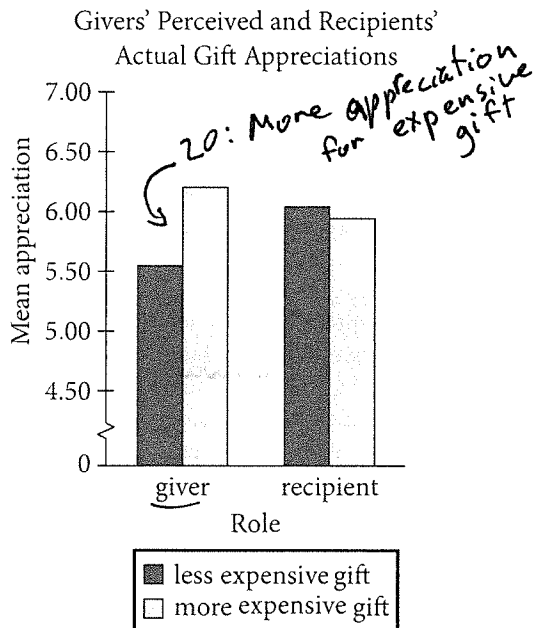 Givers' Perceived and Recipients'
Actual Gift Appreciations
20: More appreciation
for expensive
gift
7.00
6.50
6.00
5.50
5.00
4.50
0
Mean appreciation
giver
recipient
Role
less expensive gift
more expensive gift